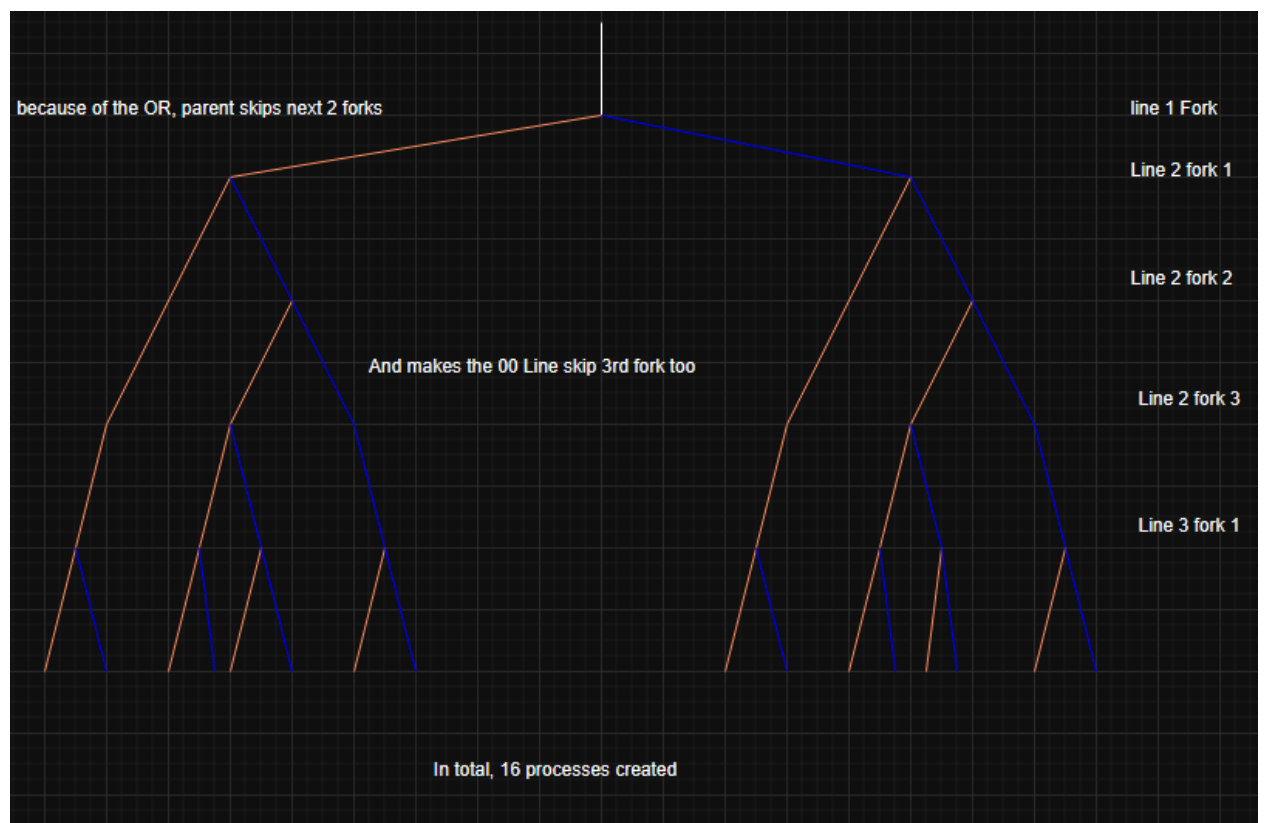 because of the OR, parent skips next 2 forks
line 1 Fork
Line 2 fork 1
Line 2 fork 2
And makes the 00 Line skip 3rd fork too
Line 2 fork 3
Line 3 fork 1
In total, 16 processes created